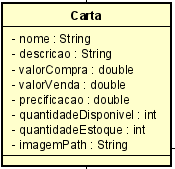 Carta
- nome : String
- descricao : String
- valorCompra : double
- valorVenda : double
- precificacao : double
- quantidadeDisponivel : int
- quantidadeEstoque : int
- imagemPath : String